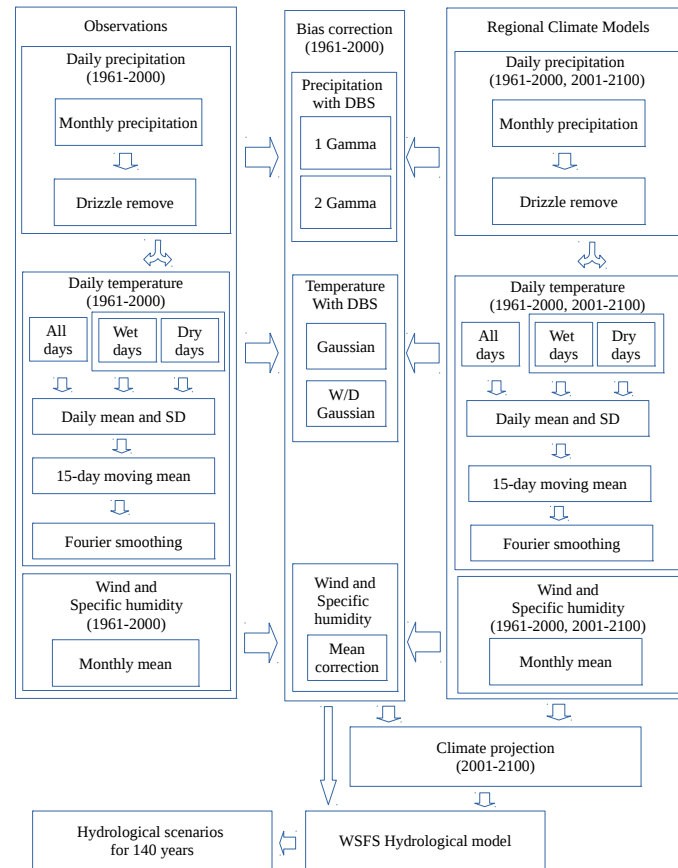 Observations
Daily precipitation
(1961-2000)
Monthly precipitation
Drizzle remove
Daily temperature
(1961-2000)
All
days
Wet
days
Dry
days
Daily mean and SD
15-day moving mean
Fourier smoothing
Wind and
Specific humidity
(1961-2000)
Monthly mean
Bias correction
(1961-2000)
Precipitation
with DBS
1 Gamma
2 Gamma
Temperature
With DBS
Gaussian
W/D
Gaussian
Wind and
Specific
humidity
Mean
correction
Regional Climate Models
Daily precipitation
(1961-2000, 2001-2100)
Monthly precipitation
Drizzle remove
Daily temperature
(1961-2000, 2001-2100)
All
days
Wet
days
Dry
days
Daily mean and SD
15-day moving mean
Fourier smoothing
Wind and
Specific humidity
(1961-2000, 2001-2100)
Monthly mean
Climate projection
(2001-2100)
WSFS Hydrological model
Hydrological scenarios
for 140 years